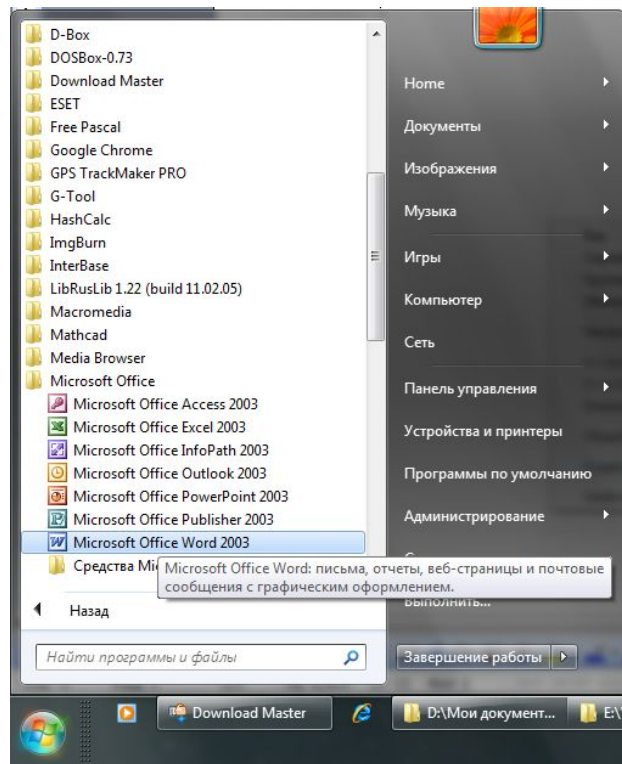 D-Box
DOSBox-0.73
Download Master
ESET
Free Pascal
Google Chrome
GPS TrackMaker PRO
G-Tool
HashCalc
ImgBurn
InterBase
LibRusLib 1.22 (build 11.02.05)
Macromedia
Mathcad
Media Browser
Microsoft Office
Microsoft Office Access 2003
Microsoft Office Excel 2003
Microsoft Office InfoPath 2003
Microsoft Office Outlook 2003
Microsoft Office PowerPoint 2003
Microsoft Office Publisher 2003
Microsoft Office Word 2003
Средства Mi
Microsoft Office Word: письма, отчеты, веб-страницы и почтовые
сообщения с графическим оформлением.
Назад
Найти программы и файлы
Home
Документы
Изображения
Музыка
Игры
Компьютер
Сеть
Панель управления
Устройства и принтеры
Программы по умолчанию
Администрирование
Выполнить...
Завершение работы
Download Master
D:\Мои документ...
E:\